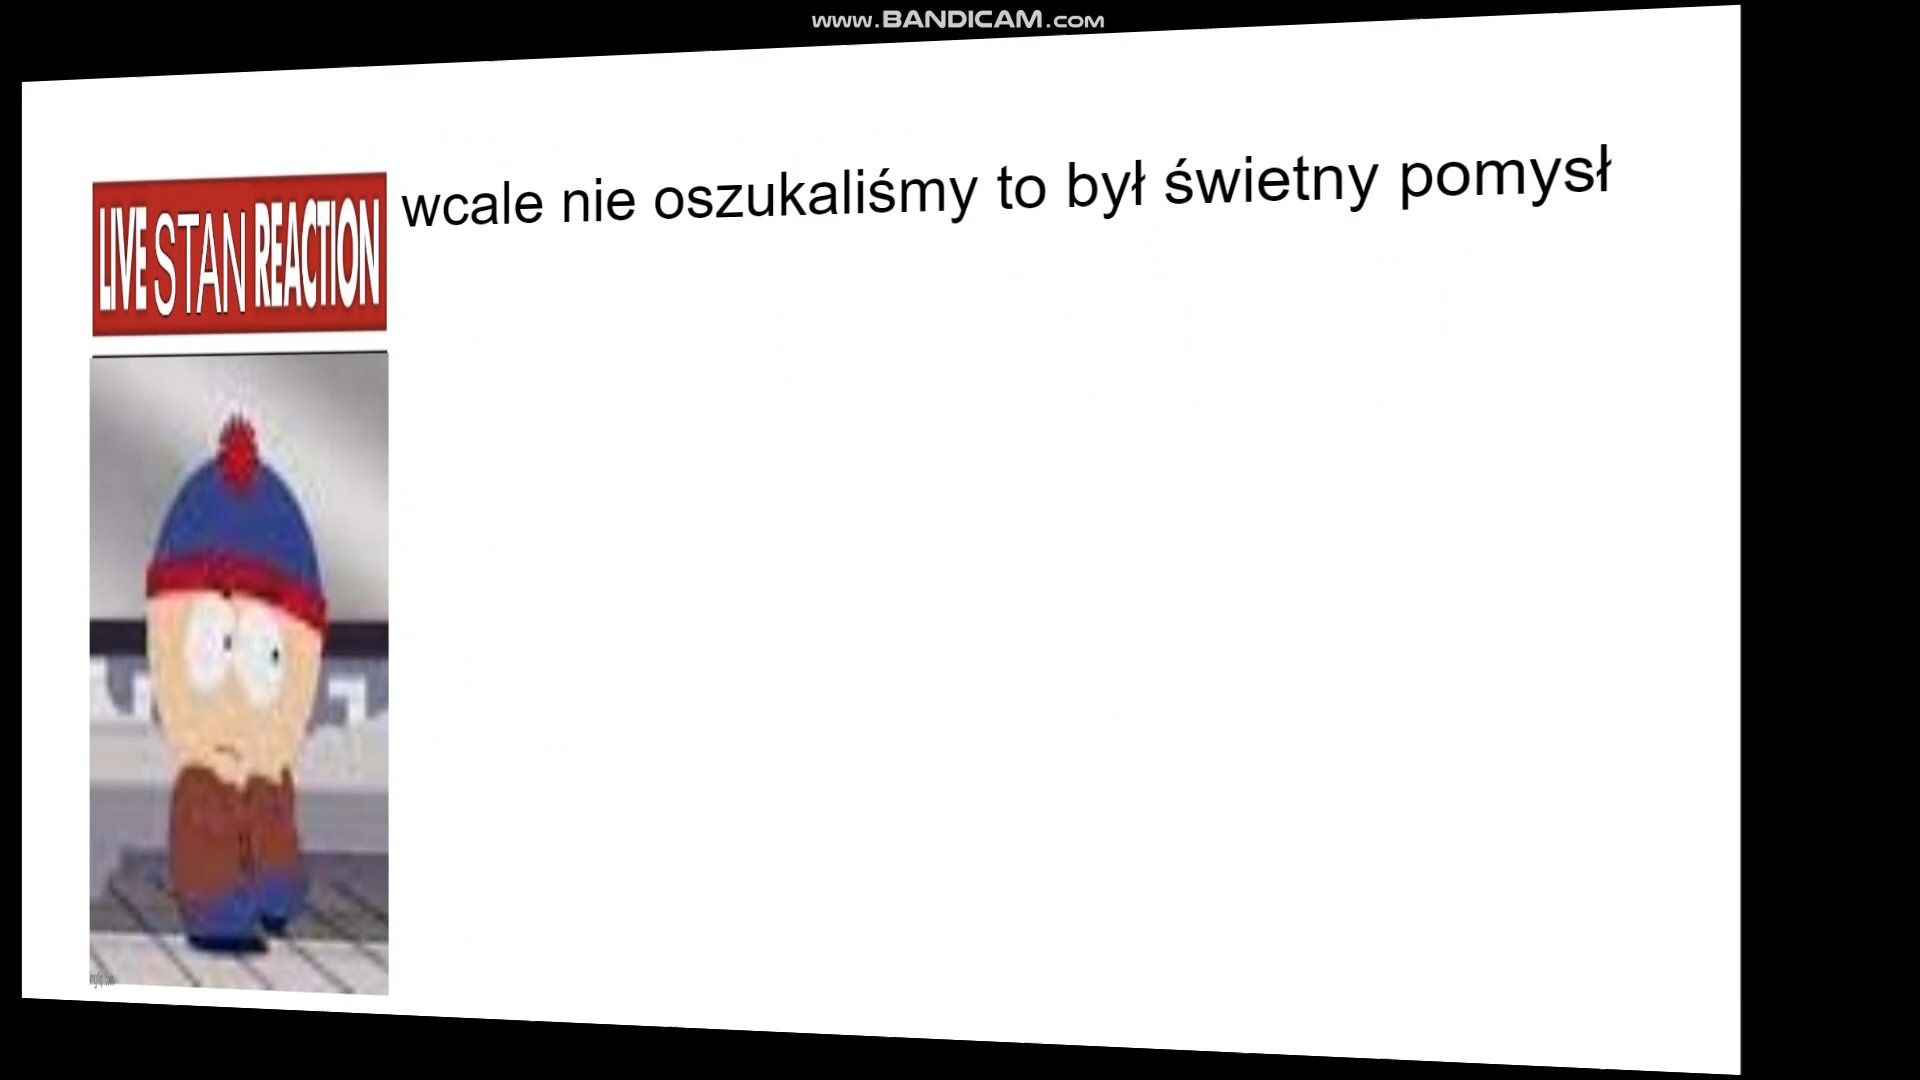 www.BANDICAM.com
wcale nie oszukaliśmy to był świetny pomysł
LIVE STAN REACTION